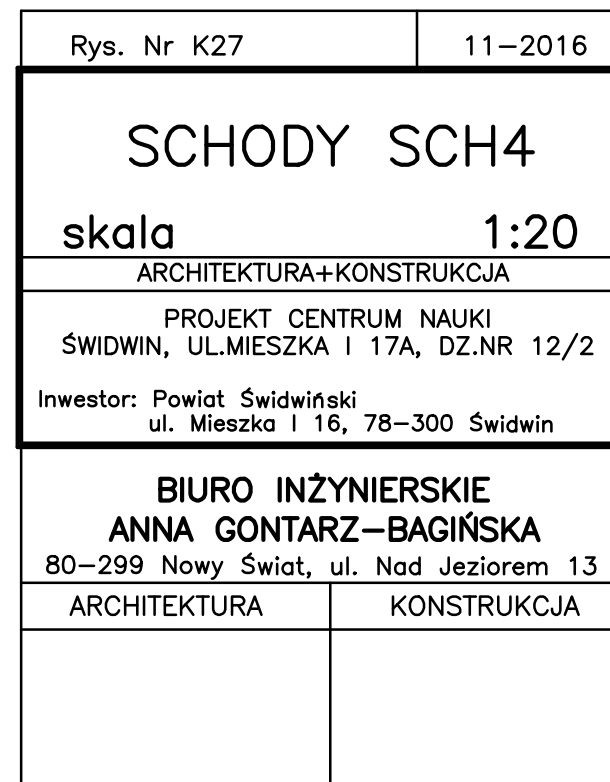 Rys. Nr K27 11-2016
SCHODY SCH4
skala 1:20
ARCHITEKTURA+KONSTRUKCJA
PROJEKT CENTRUM NAUKI
ŚWIDWIN, UL.MIESZKA I 17A, DZ.NR 12/2
Inwestor: Powiat Świdwiński
ul. Mieszka I 16, 78-300 Świdwin
BIURO INŻYNIERSKIE
ANNA GONTARZ-BAGIŃSKA
80-299 Nowy Świat, ul. Nad Jeziorem 13
ARCHITEKTURA KONSTRUKCJA